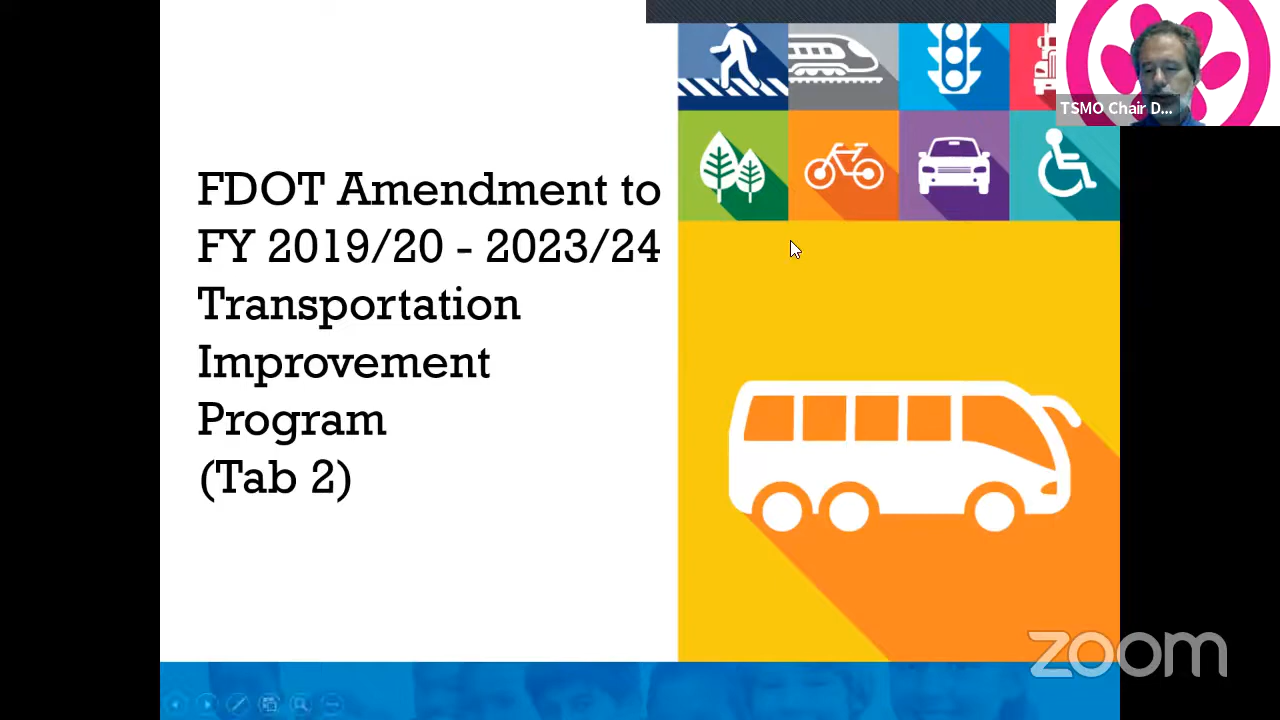 TSMO Chair D...
FDOT Amendment to
FY 2019/20 - 2023/24
Transportation
Improvement
Program
(Tab 2)
zoom